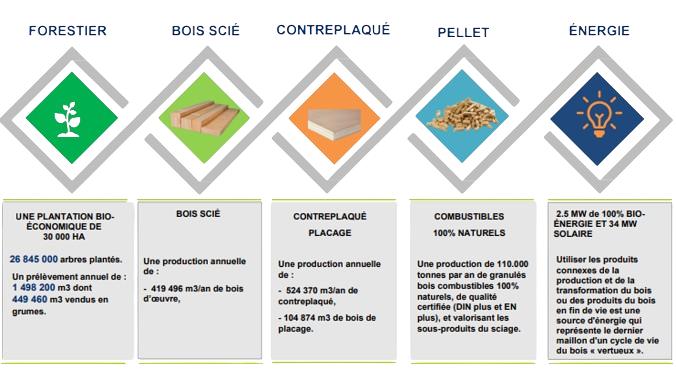 FORESTIER
BOIS SCIÉ
CONTREPLAQUÉ
PELLET
ÉNERGIE
UNE PLANTATION BIO-
ÉCONOMIQUE DE
30 000 HA
26 845 000 arbres plantés.
Un prélèvement annuel de :
1 498 200 m3 dont
449 460 m3 vendus en
grumes.
BOIS SCIÉ
Une production annuelle
de :
- 419 496 m3/an de bois
d'œuvre,
CONTREPLAQUÉ
PLACAGE
Une production annuelle
de :
- 524 370 m3/an de
contreplaqué,
- 104 874 m3 de bois de
placage.
COMBUSTIBLES
100% NATURELS
Une production de 110.000
tonnes par an de granulés
bois combustibles 100%
naturels, de qualité
certifiée (DIN plus et EN
plus), et valorisant les
sous-produits du sciage.
2.5 MW de 100% BIO-
ÉNERGIE ET 34 MW
SOLAIRE
Utiliser les produits
connexes de la
production et de la
transformation du bois
ou des produits du bois
en fin de vie est une
source d'énergie qui
représente le dernier
maillon d'un cycle de vie
du bois « vertueux ».